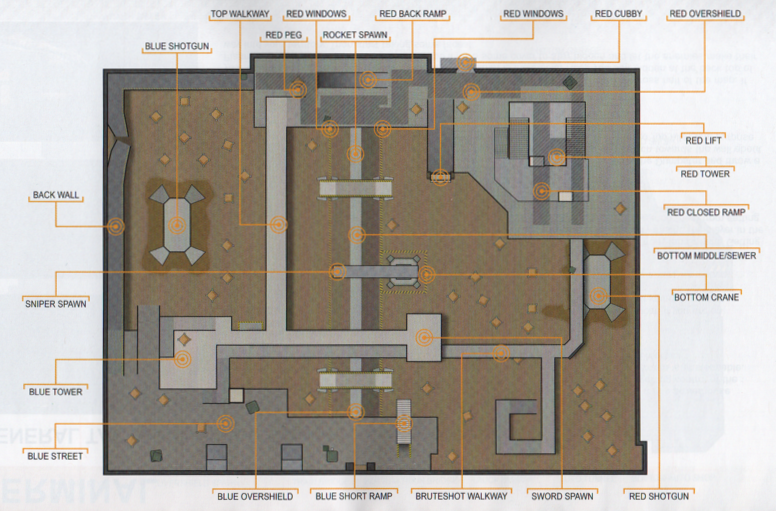 TOP WALKWAY
RED WINDOWS
RED BACK RAMP
RED WINDOWS
RED CUBBY
RED OVERSHIELD
RED PEG
ROCKET SPAWN
BLUE SHOTGUN
RED LIFT
RED TOWER
BACK WALL
RED CLOSED RAMP
BOTTOM MIDDLE/SEWER
SNIPER SPAWN
BOTTOM CRANE
BLUE TOWER
BLUE STREET
BLUE OVERSHIELD
BLUE SHORT RAMP
BRUTESHOT WALKWAY
SWORD SPAWN
RED SHOTGUN